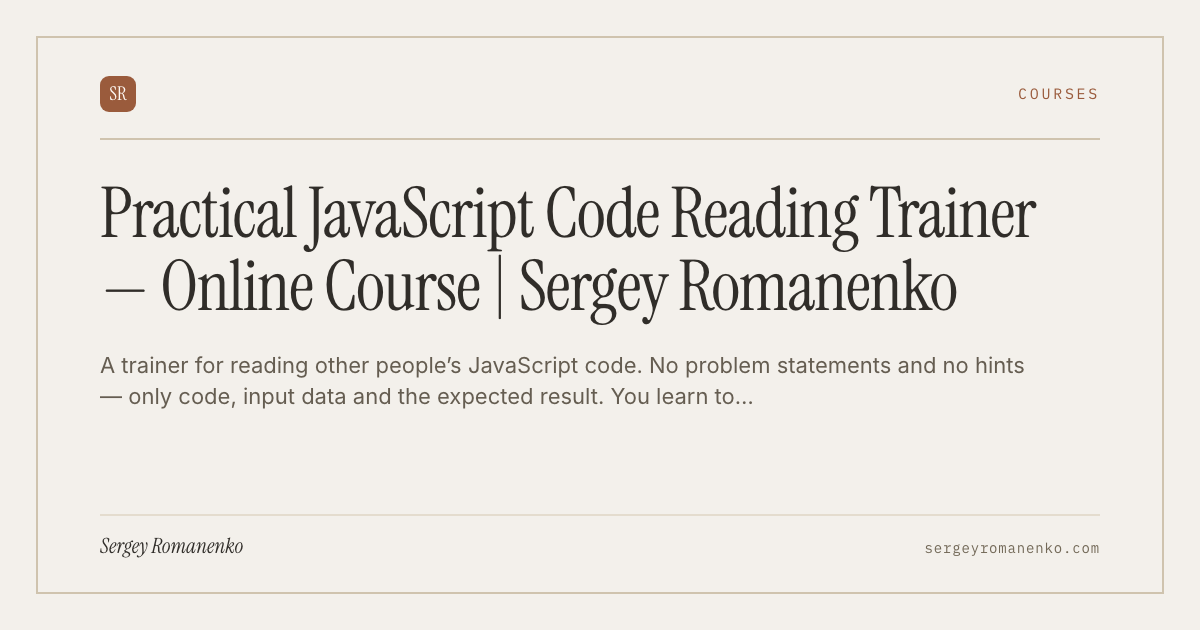 SR
COURSES
Practical JavaScript Code Reading Trainer
— Online Course | Sergey Romanenko
A trainer for reading other people’s JavaScript code. No problem statements and no hints
— only code, input data and the expected result. You learn to…
Sergey Romanenko
sergeyromanenko.com